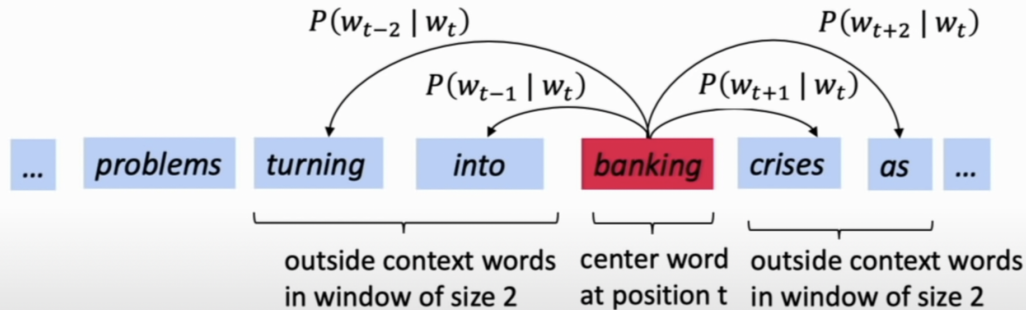 P(w_{t−2} | w_t)
P(w_{t+2} | w_t)
P(w_{t−1} | w_t)
P(w_{t+1} | w_t)
... problems turning into banking crises as ...
outside context words
in window of size 2
center word
at position t
outside context words
in window of size 2